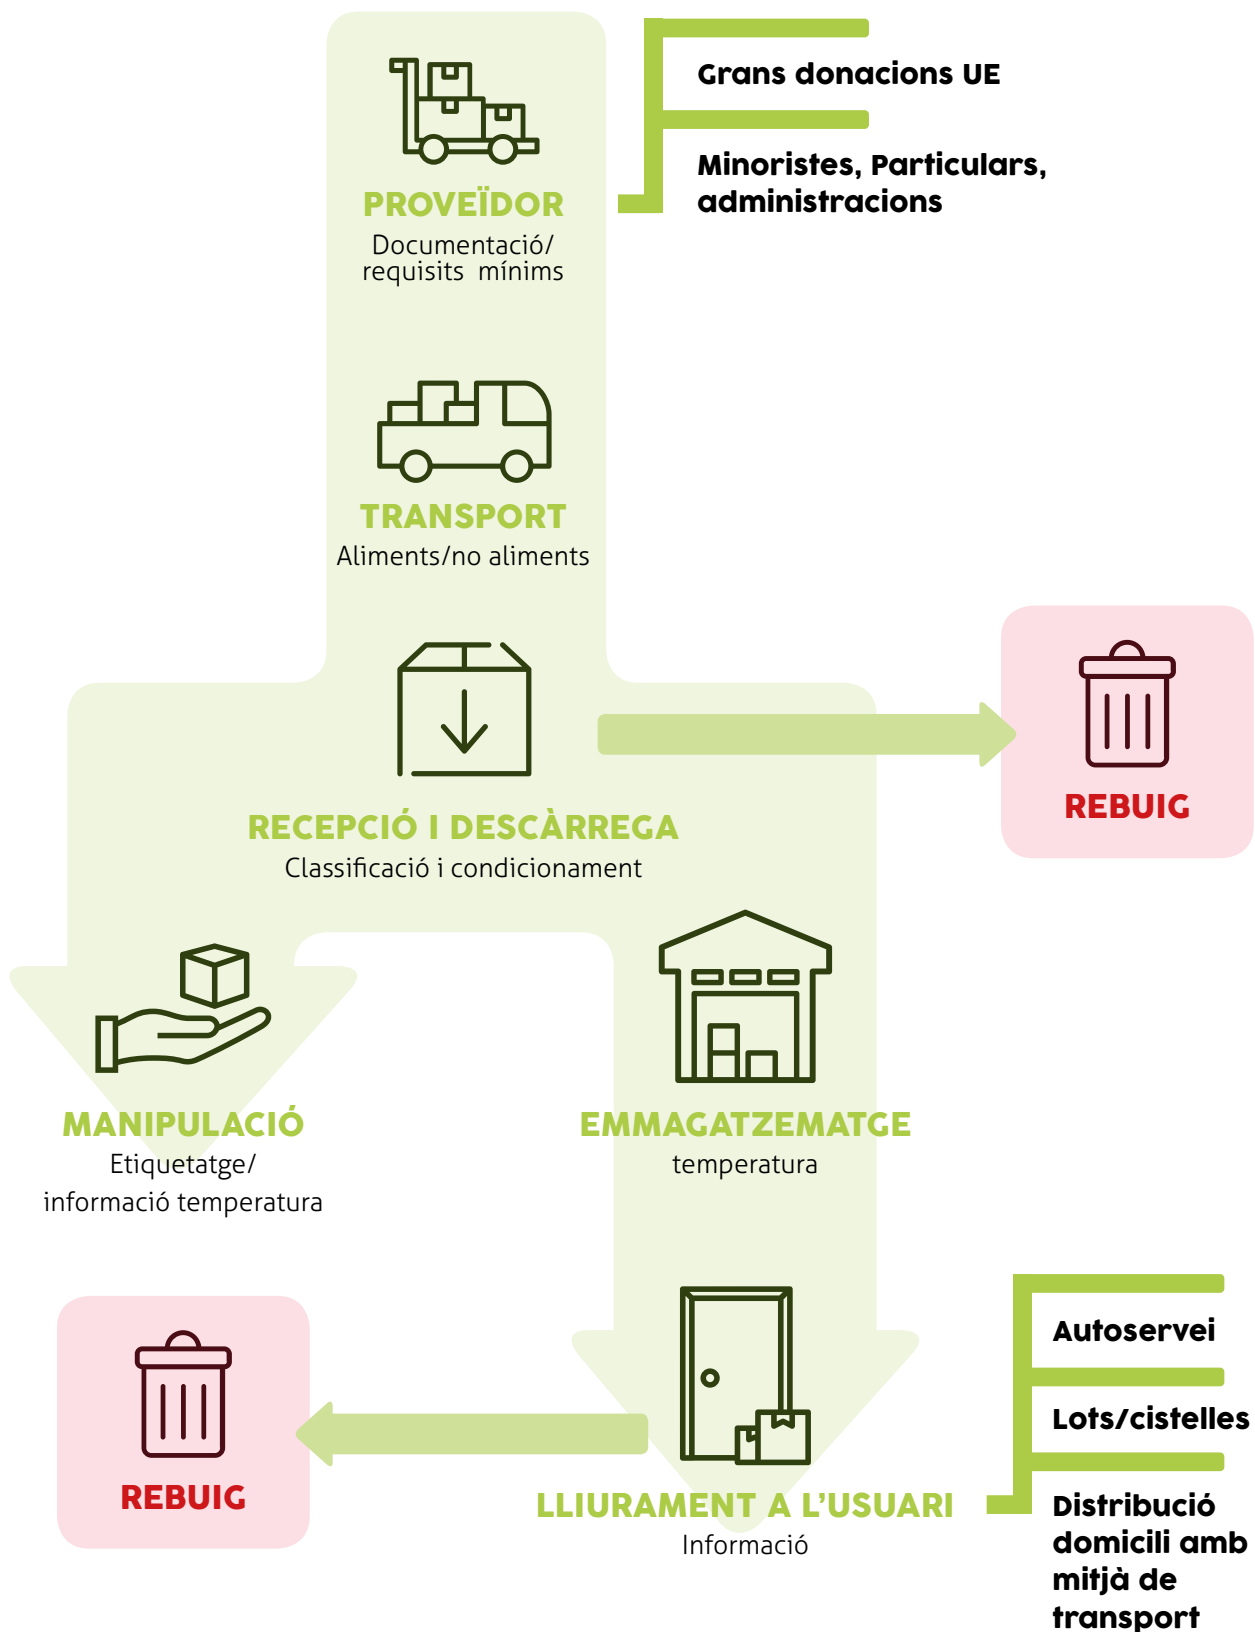 Grans donacions UE
Minoristes, Particulars,
administracions
PROVEÏDOR
Documentació/
requisits mínims
TRANSPORT
Aliments/no aliments
RECEPCIÓ I DESCÀRREGA
Classificació i condicionament
REBUIG
MANIPULACIÓ
Etiquetatge/
informació temperatura
EMMAGATZEMATGE
temperatura
REBUIG
LLIURAMENT A L’USUARI
Informació
Autoservei
Lots/cistelles
Distribució
domicili amb
mitjà de
transport